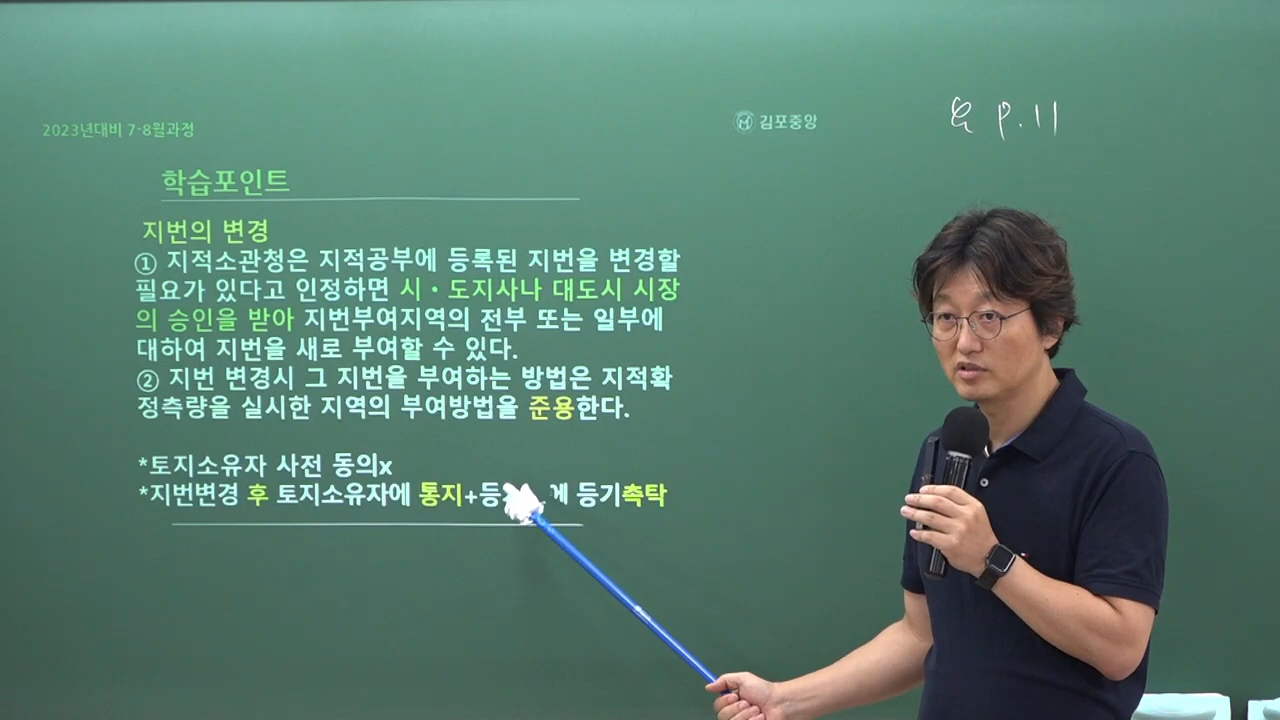 2023년대비 7-8월과정
김포중앙
p.11
학습포인트
지번의 변경
① 지적소관청은 지적공부에 등록된 지번을 변경할
필요가 있다고 인정하면 시・도지사나 대도시 시장
의 승인을 받아 지번부여지역의 전부 또는 일부에
대하여 지번을 새로 부여할 수 있다.
② 지번 변경시 그 지번을 부여하는 방법은 지적확
정측량을 실시한 지역의 부여방법을 준용한다.
*토지소유자 사전 동의x
*지번변경 후 토지소유자에 통지+등 에 등기촉탁